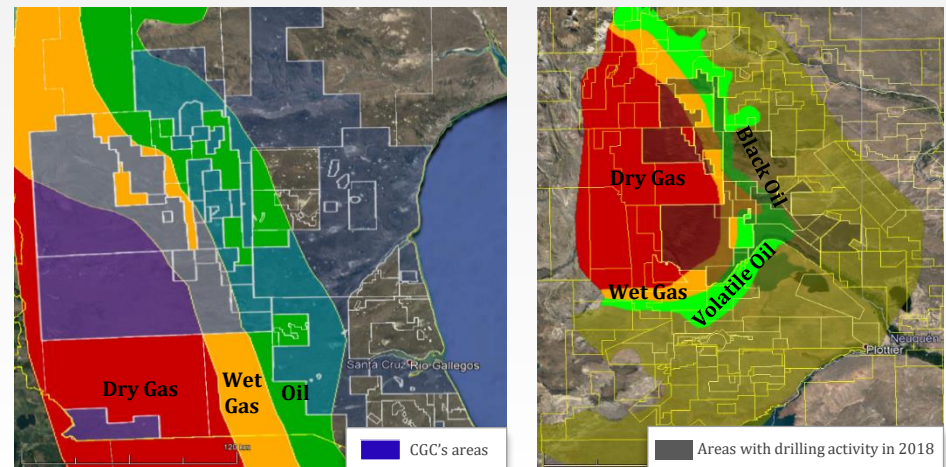 Dry Gas
Wet
Gas
Oil
Santa Cruz
Río Gallegos
CGC's areas
Dry Gas
Black Oil
Wet Gas
Volatile Oil
Neuquén
Plottier
Areas with drilling activity in 2018